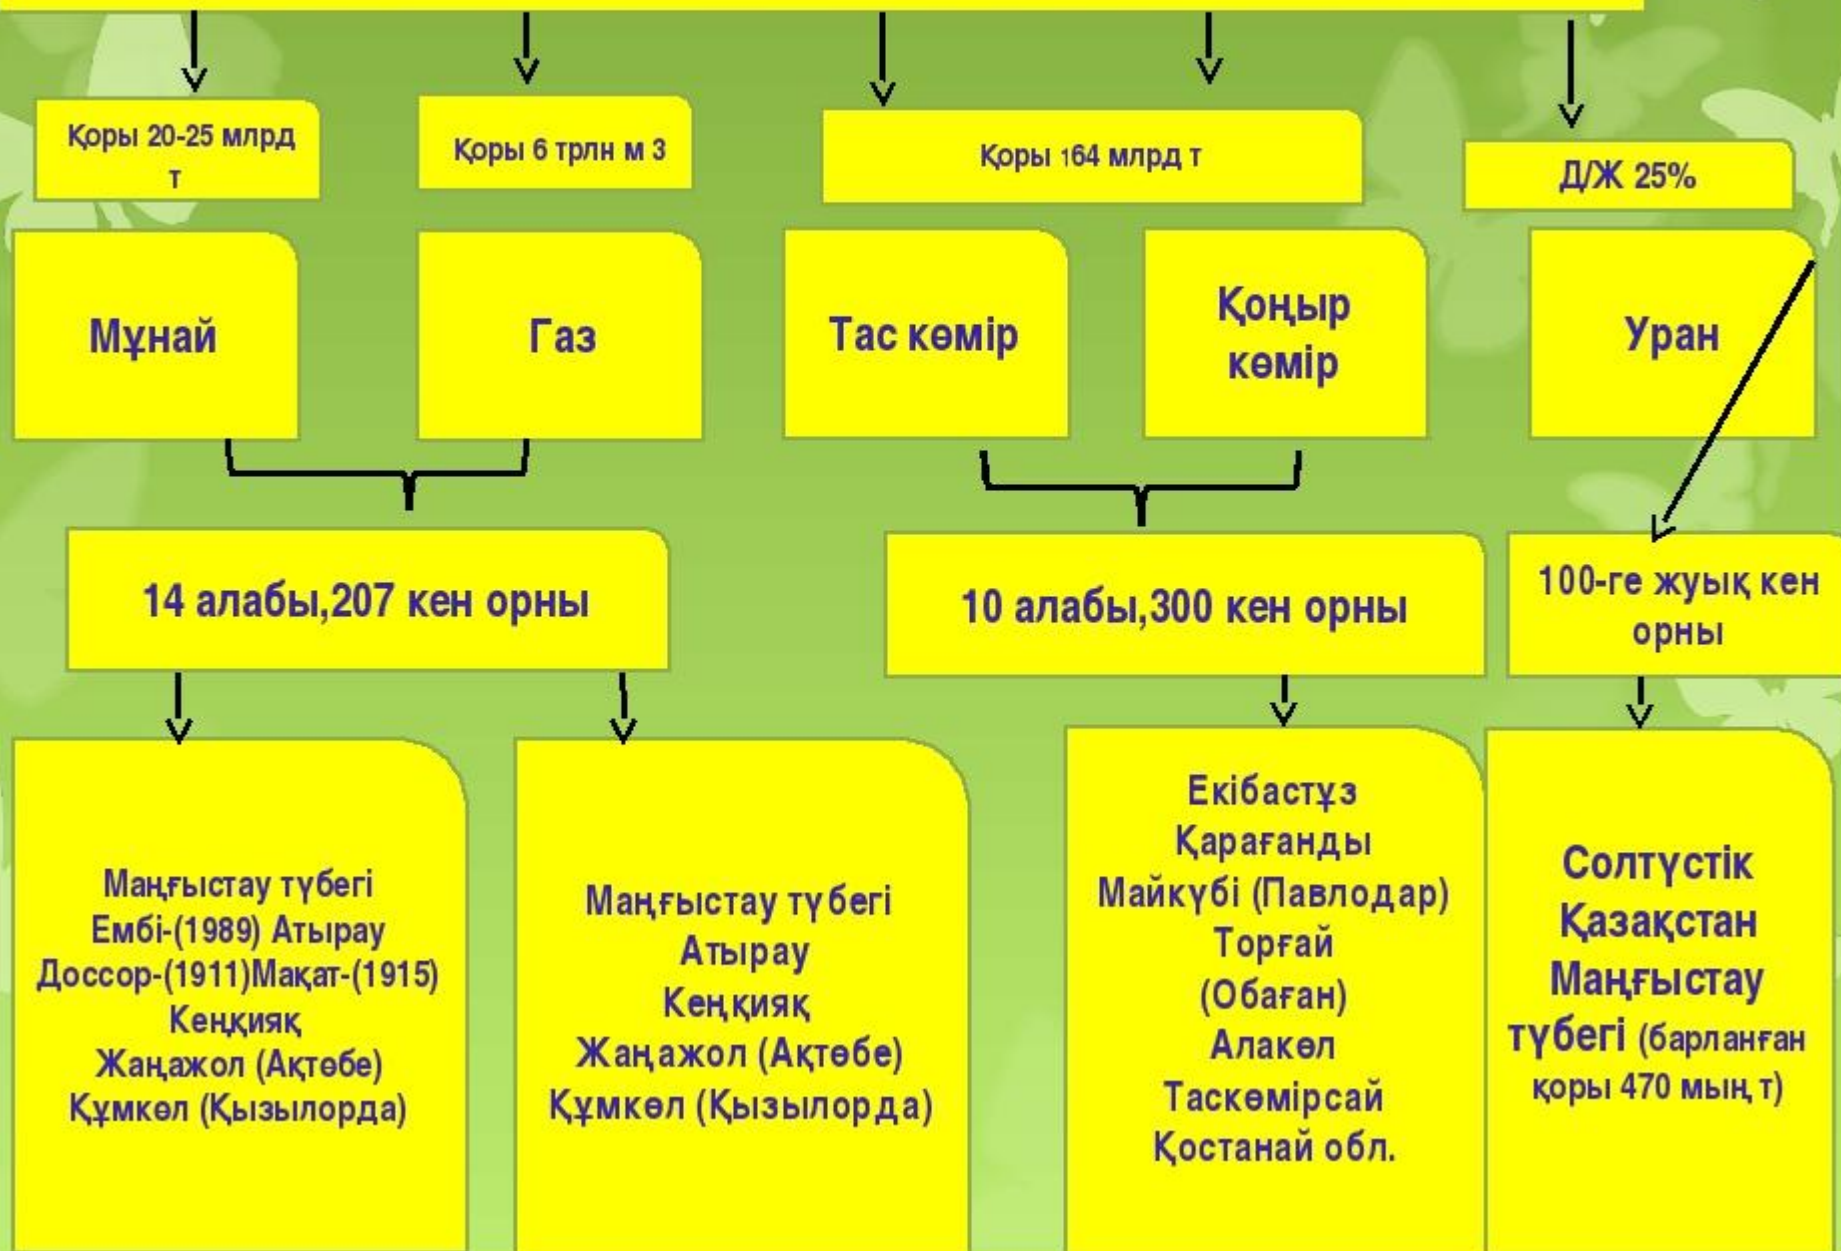 Қоры 20-25 млрд
т
Қоры 6 трлн м 3
Қоры 164 млрд т
Д/Ж 25%
Мұнай
Газ
Тас көмір
Қоңыр
көмір
Уран
14 алабы,207 кен орны
10 алабы,300 кен орны
100-ге жуық кен
орны
Маңғыстау түбегі
Ембі-(1989) Атырау
Доссор-(1911)Мақат-(1915)
Кеңқияқ
Жаңажол (Ақтөбе)
Құмкөл (Қызылорда)
Маңғыстау түбегі
Атырау
Кеңқияқ
Жаңажол (Ақтөбе)
Құмкөл (Қызылорда)
Екібастұз
Қарағанды
Майкүбі (Павлодар)
Торғай
(Обаған)
Алакөл
Таскөмірсай
Қостанай обл.
Солтүстік
Қазақстан
Маңғыстау
түбегі (барланған
қоры 470 мың т)